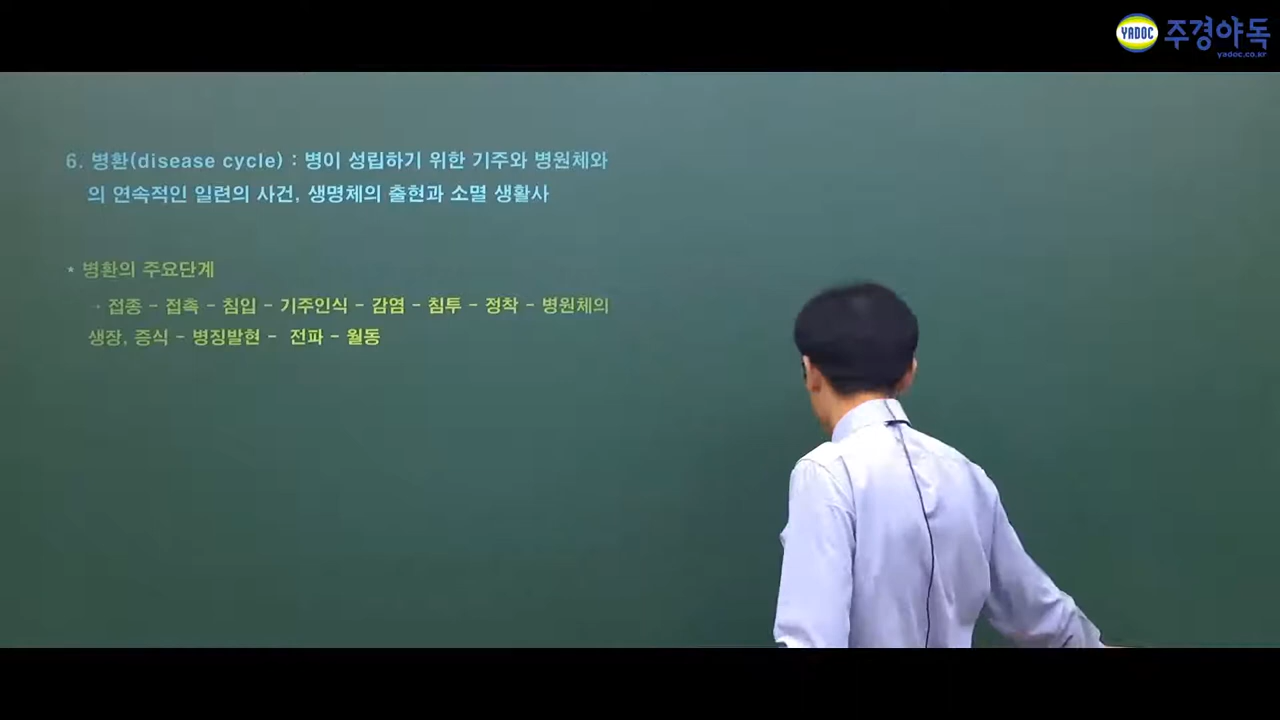 YADOC 주경야독
yadoc.co.kr
6. 병환(disease cycle) : 병이 성립하기 위한 기주와 병원체와
의 연속적인 일련의 사건, 생명체의 출현과 소멸 생활사
* 병환의 주요단계
→ 접종 - 접촉 - 침입 - 기주인식 - 감염 - 침투 - 정착 - 병원체의
생장, 증식 - 병징발현 - 전파 - 월동